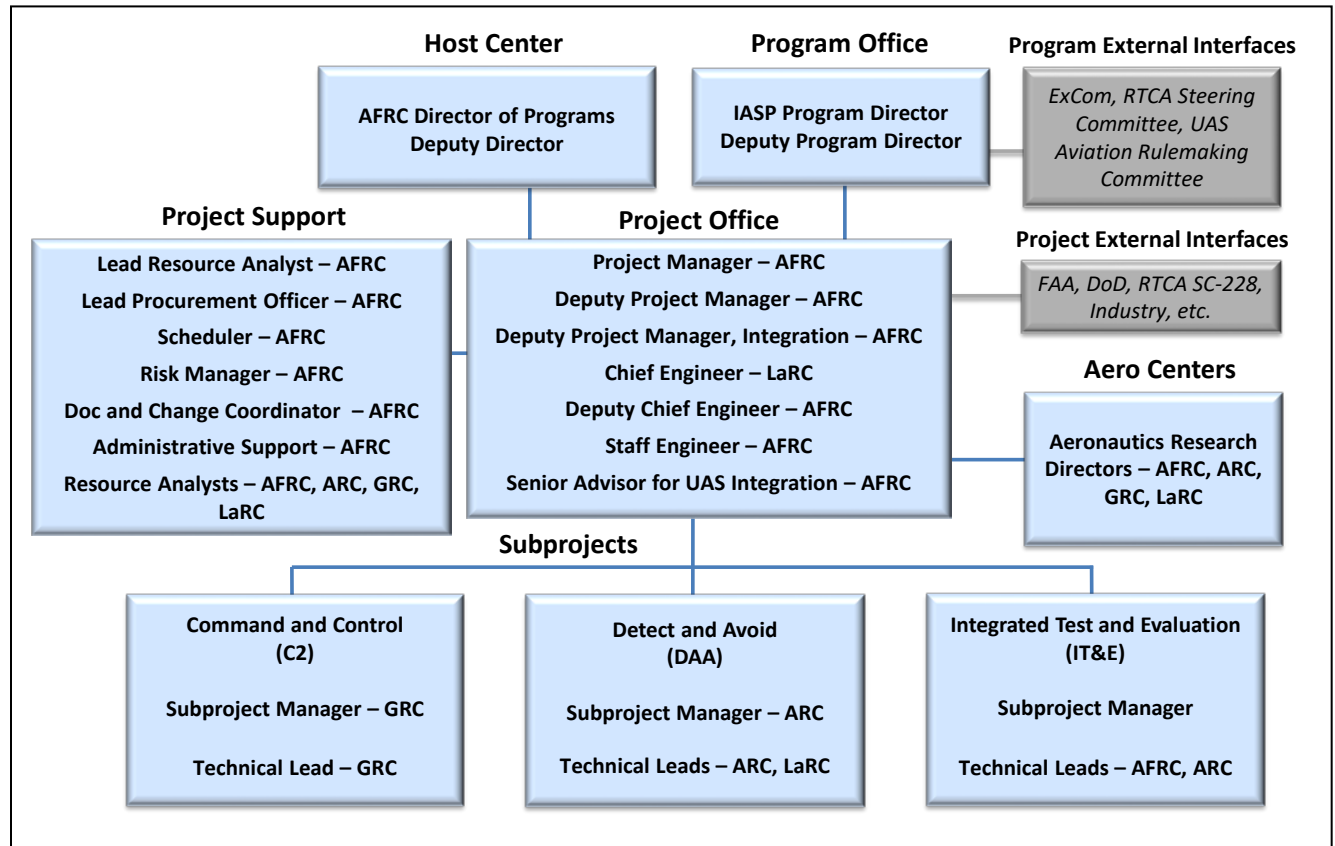 Host Center
AFRC Director of Programs
Deputy Director
Program Office
IASP Program Director
Deputy Program Director
Program External Interfaces
ExCom, RTCA Steering
Committee, UAS
Aviation Rulemaking
Committee
Project Support
Lead Resource Analyst – AFRC
Lead Procurement Officer – AFRC
Scheduler – AFRC
Risk Manager – AFRC
Doc and Change Coordinator – AFRC
Administrative Support – AFRC
Resource Analysts – AFRC, ARC, GRC,
LaRC
Project Office
Project Manager – AFRC
Deputy Project Manager – AFRC
Deputy Project Manager, Integration – AFRC
Chief Engineer – LaRC
Deputy Chief Engineer – AFRC
Staff Engineer – AFRC
Senior Advisor for UAS Integration – AFRC
Project External Interfaces
FAA, DoD, RTCA SC-228,
Industry, etc.
Aero Centers
Aeronautics Research
Directors – AFRC, ARC,
GRC, LaRC
Subprojects
Command and Control
(C2)
Subproject Manager – GRC
Technical Lead – GRC
Detect and Avoid
(DAA)
Subproject Manager – ARC
Technical Leads – ARC, LaRC
Integrated Test and Evaluation
(IT&E)
Subproject Manager
Technical Leads – AFRC, ARC